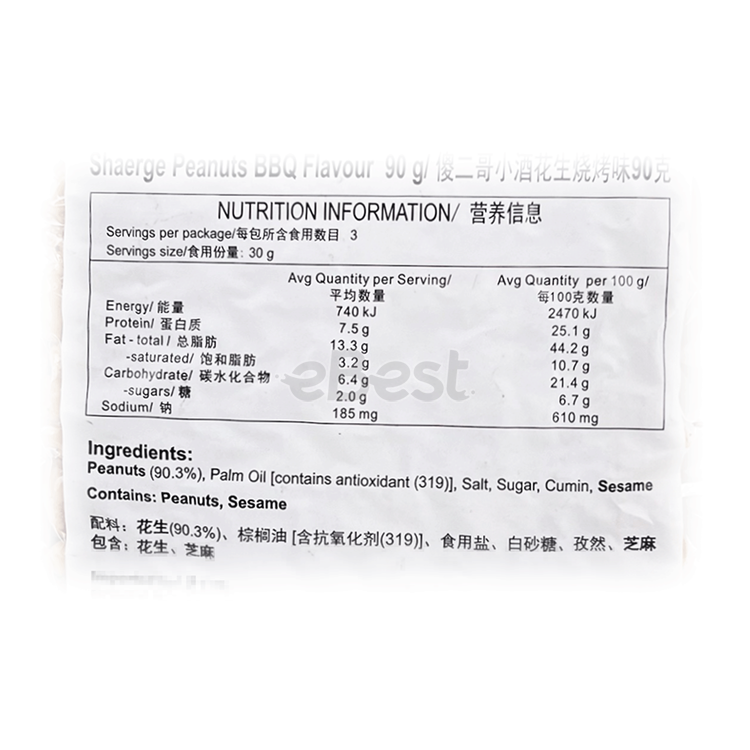 Shaerge Peanuts BBQ Flavour 90 g/ 傻二哥小酒花生烧烤味90克
NUTRITION INFORMATION/ 营养信息
Servings per package/每包所含食用数目 3
Servings size/食用份量: 30 g
Avg Quantity per Serving/ Avg Quantity per 100 g/
平均数量 每100克数量
Energy/ 能量 740 kJ 2470 kJ
Protein/ 蛋白质 7.5 g 25.1 g
Fat - total / 总脂肪 13.3 g 44.2 g
-saturated/ 饱和脂肪 3.2 g 10.7 g
Carbohydrate/ 碳水化合物 6.4 g 21.4 g
-sugars/ 糖 2.0 g 6.7 g
Sodium/ 钠 185 mg 610 mg
ebest
Ingredients:
Peanuts (90.3%), Palm Oil [contains antioxidant (319)], Salt, Sugar, Cumin, Sesame
Contains: Peanuts, Sesame
配料: 花生(90.3%)、棕榈油 [含抗氧化剂(319)]、食用盐、白砂糖、孜然、芝麻
包含: 花生、芝麻